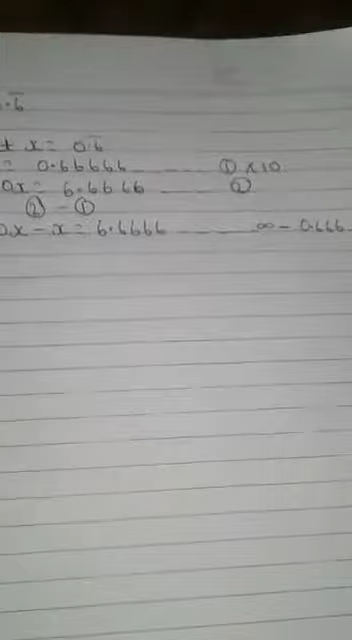 0.6̅
t x = 0.6̅
= 0.66666 ------ ① ×10
0x = 6.6666 ------ ②
② - ①
0x - x = 6.6666 ------ ∞ - 0.666